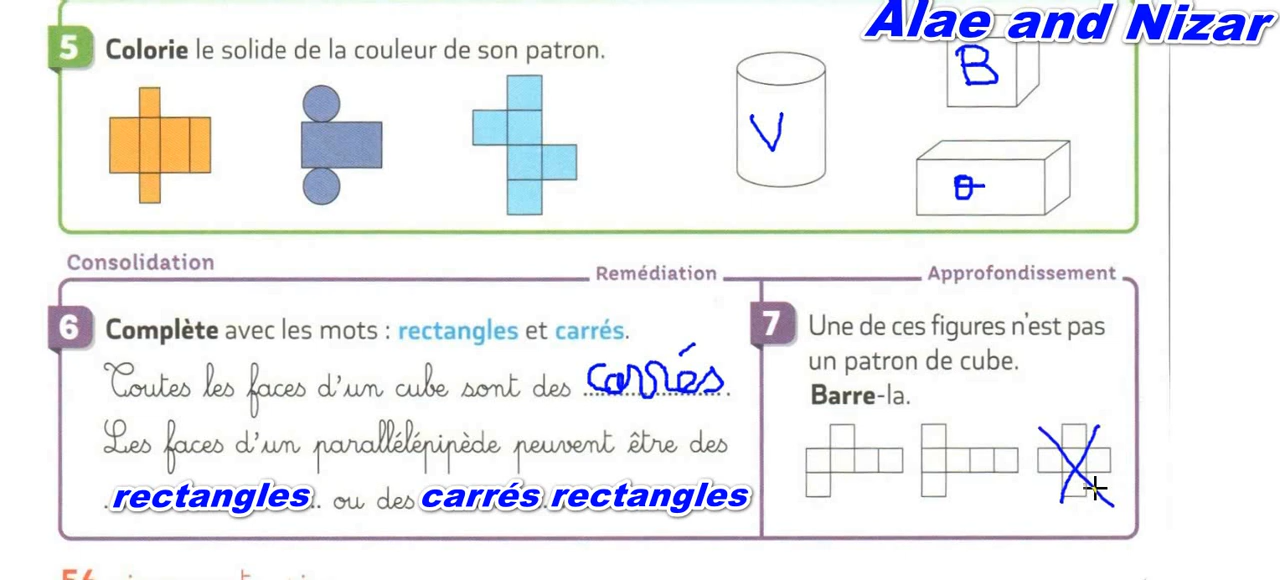 Alae and Nizar
5 Colorie le solide de la couleur de son patron.
V
B
Consolidation
Remédiation
Approfondissement
6 Complète avec les mots : rectangles et carrés.
Toutes les faces d'un cube sont des carrés.
Les faces d'un parallélépipède peuvent être des
rectangles.. ou des carrés rectangles
7 Une de ces figures n'est pas
un patron de cube.
Barre-la.